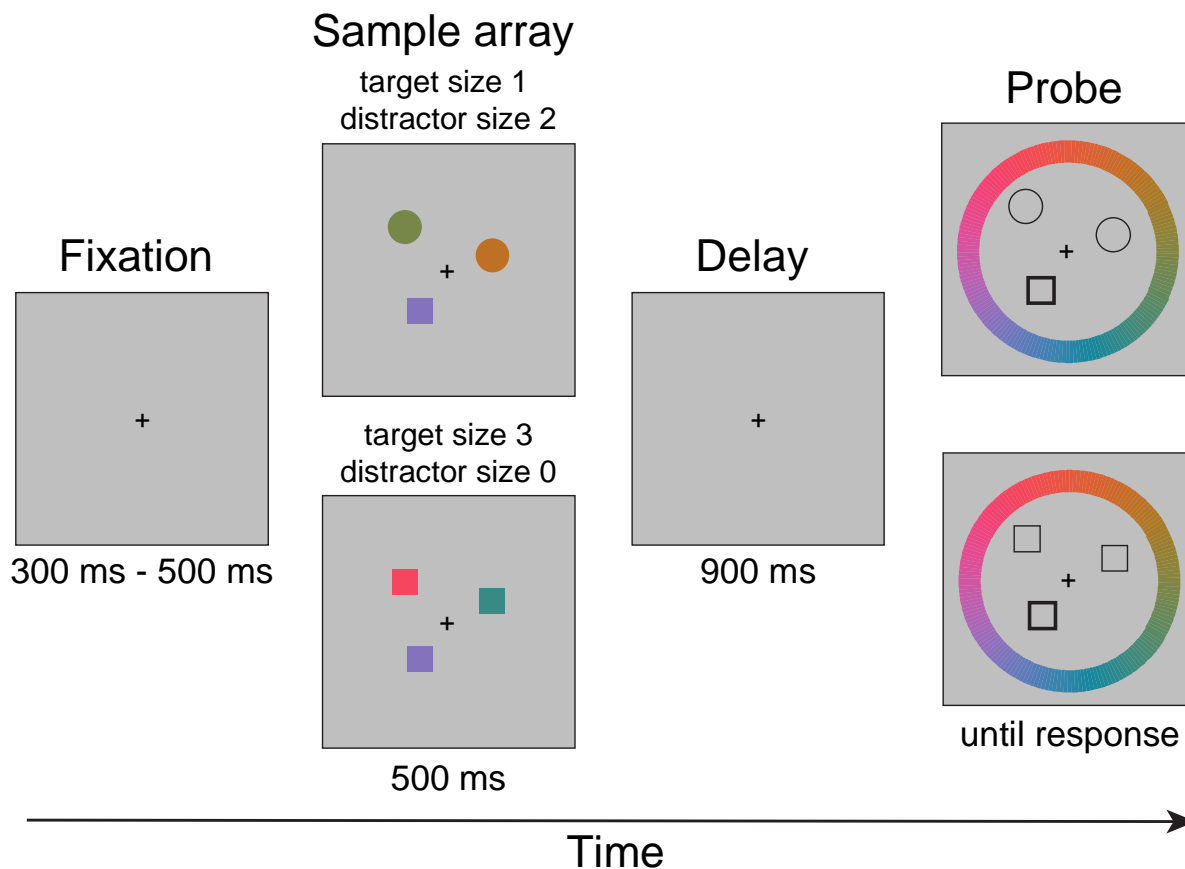 Sample array
target size 1
distractor size 2
Probe
Fixation
Delay
target size 3
distractor size 0
300 ms - 500 ms
900 ms
until response
500 ms
Time